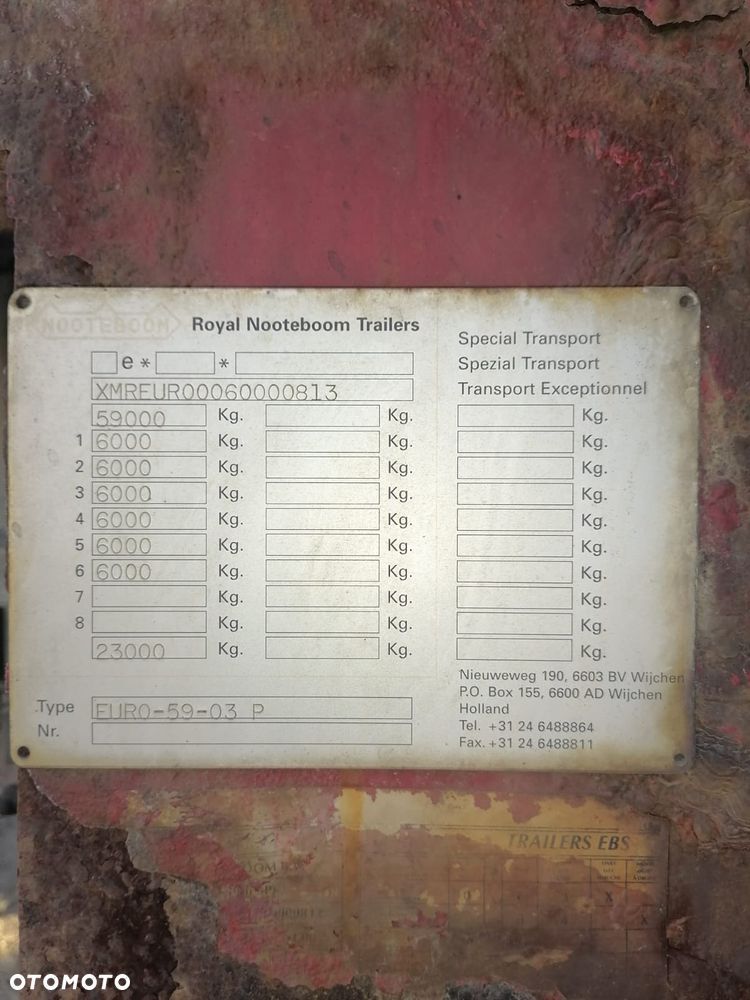 NOOTEBOOM
Royal Nooteboom Trailers
Special Transport
e * *
Spezial Transport
XMREUR00060000813
Transport Exceptionnel
59000 Kg. Kg. Kg.
1 6000 Kg. Kg. Kg.
2 6000 Kg. Kg. Kg.
3 6000 Kg. Kg. Kg.
4 6000 Kg. Kg. Kg.
5 6000 Kg. Kg. Kg.
6 6000 Kg. Kg. Kg.
7 Kg. Kg. Kg.
8 Kg. Kg. Kg.
23000 Kg. Kg. Kg.
Nieuweweg 190, 6603 BV Wijchen
P.O. Box 155, 6600 AD Wijchen
Holland
Tel. +31 24 6488864
Fax. +31 24 6488811
Type EURO-59-03 P
Nr.
TRAILERS EBS
X
X
OTOMOTO